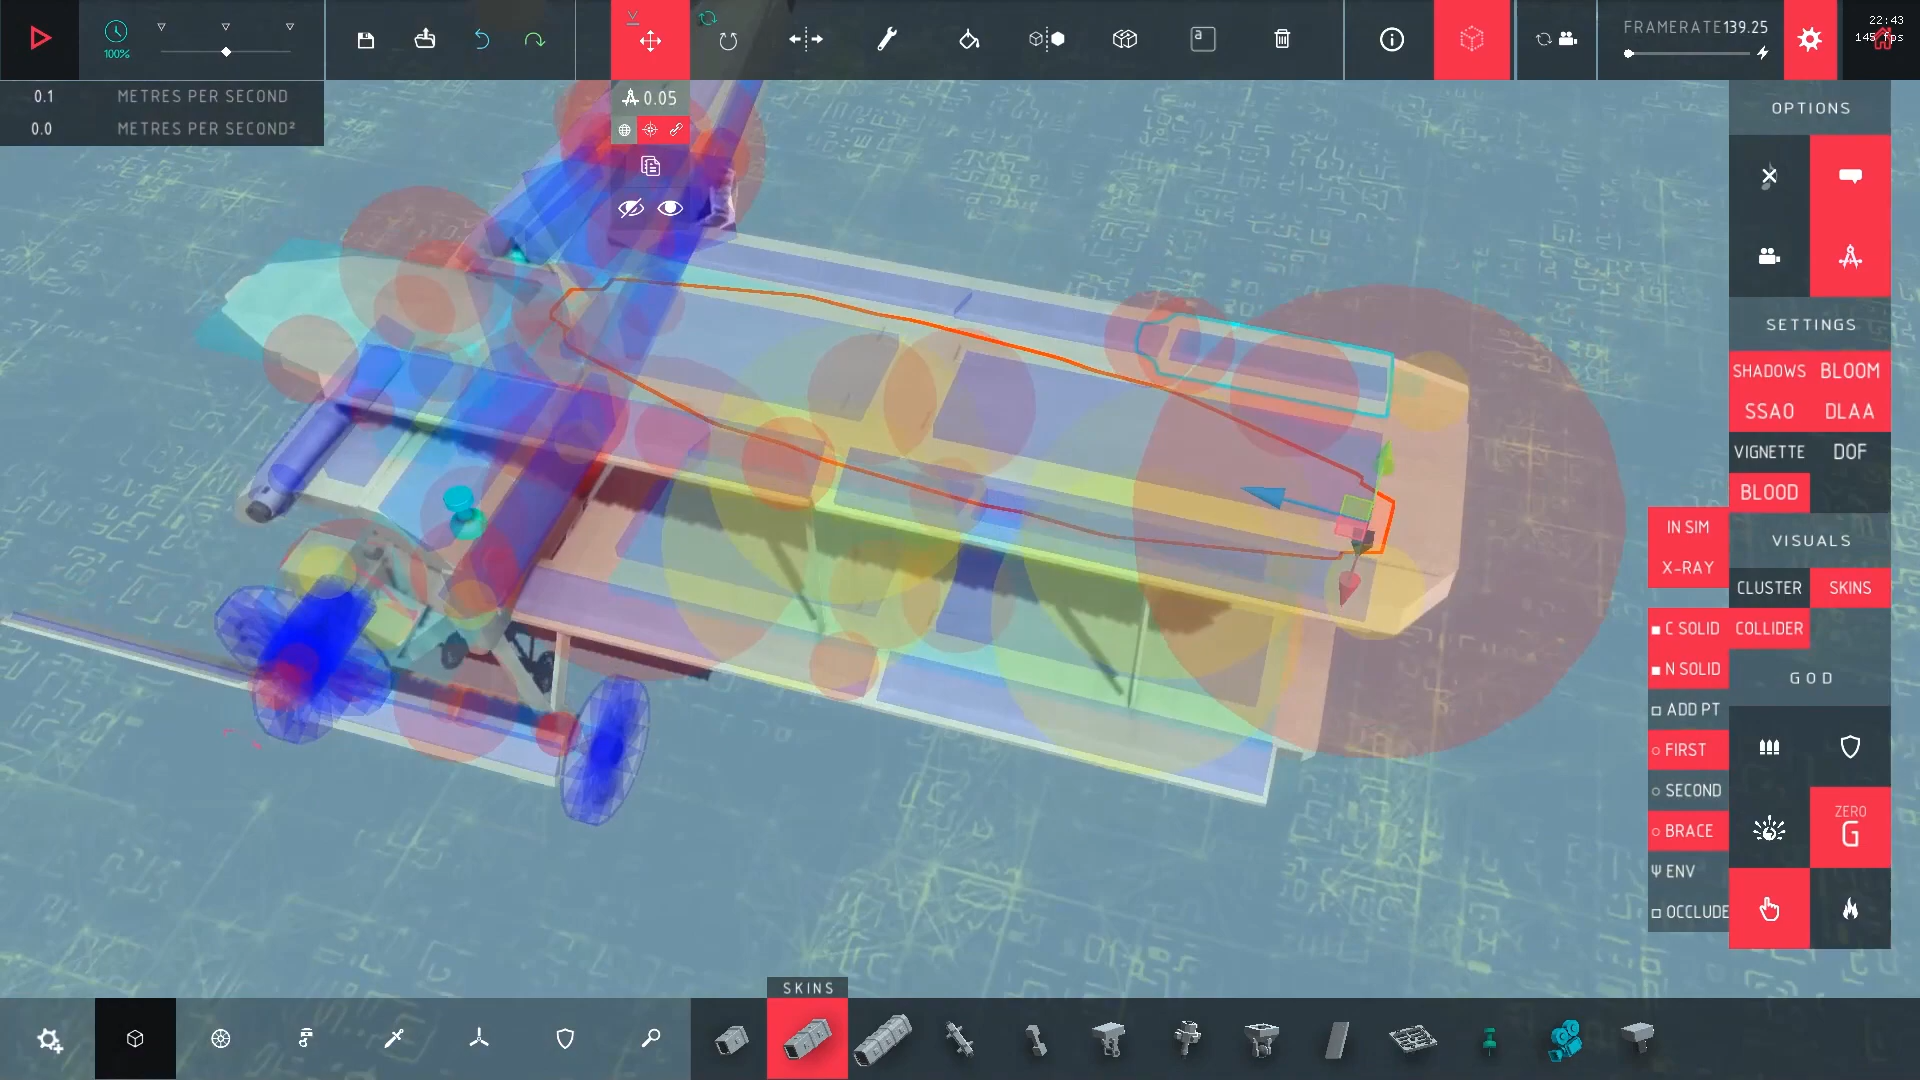 100%
FRAMERATE 139.25
22:43
145 fps
0.1 METRES PER SECOND
0.0 METRES PER SECOND²
0.05
a
OPTIONS
SETTINGS
SHADOWS BLOOM
SSAO DLAA
VIGNETTE DOF
BLOOD
IN SIM
X-RAY
VISUALS
CLUSTER SKINS
C SOLID COLLIDER
N SOLID
GOD
ADD PT
FIRST
SECOND
BRACE
ZERO
G
Ψ ENV
OCCLUDE
SKINS